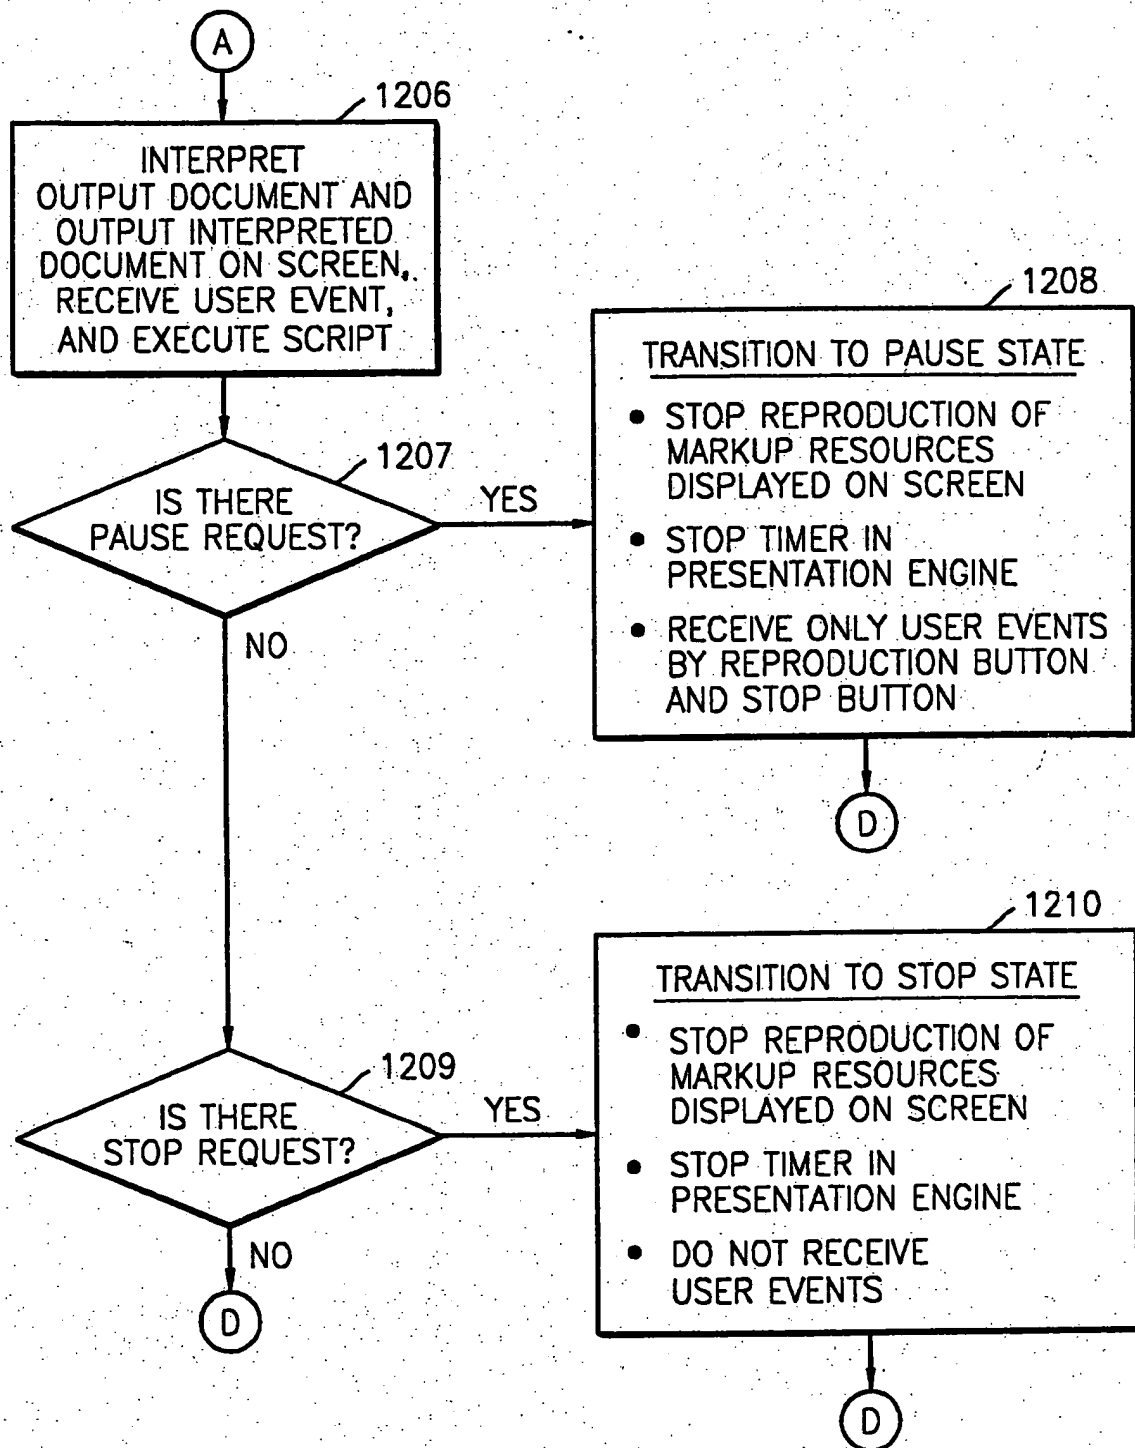 A
1206
INTERPRET
OUTPUT DOCUMENT AND
OUTPUT INTERPRETED
DOCUMENT ON SCREEN,
RECEIVE USER EVENT,
AND EXECUTE SCRIPT
1207
IS THERE
PAUSE REQUEST?
YES
NO
1208
TRANSITION TO PAUSE STATE
• STOP REPRODUCTION OF
MARKUP RESOURCES
DISPLAYED ON SCREEN
• STOP TIMER IN
PRESENTATION ENGINE
• RECEIVE ONLY USER EVENTS
BY REPRODUCTION BUTTON
AND STOP BUTTON
D
1209
IS THERE
STOP REQUEST?
YES
NO
D
1210
TRANSITION TO STOP STATE
• STOP REPRODUCTION OF
MARKUP RESOURCES
DISPLAYED ON SCREEN
• STOP TIMER IN
PRESENTATION ENGINE
• DO NOT RECEIVE
USER EVENTS
D